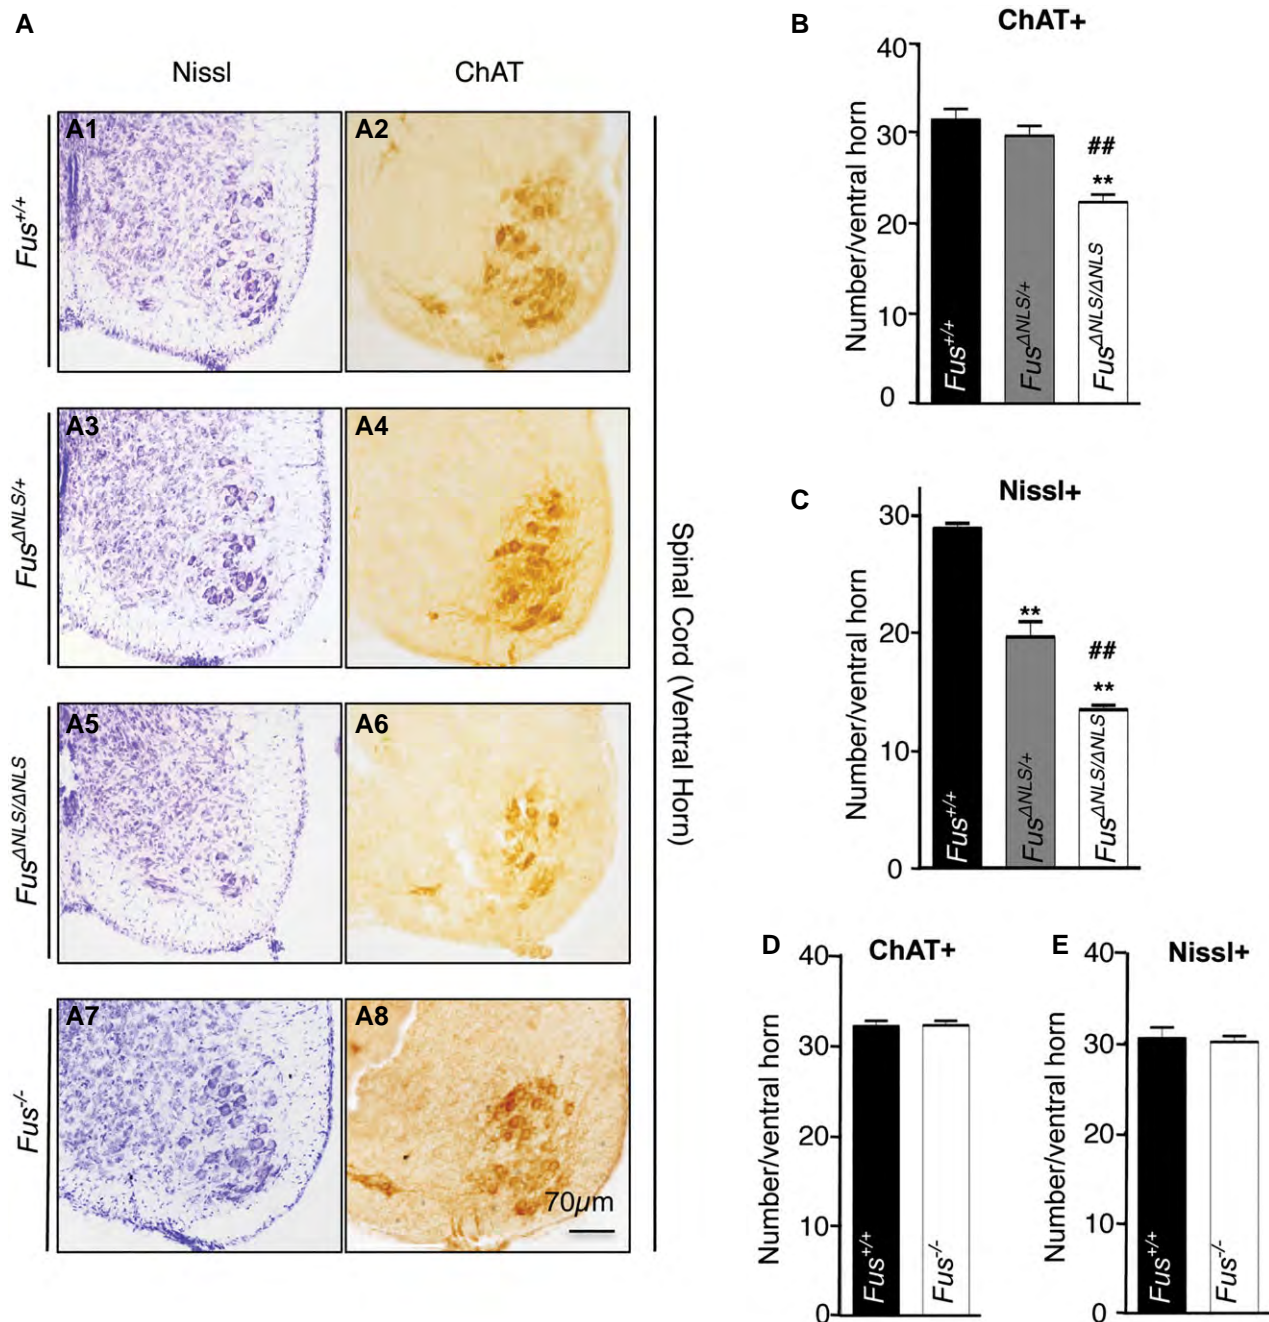 A
Nissl
ChAT
Fus+/+
A1
A2
FusΔNLS/+
A3
A4
FusΔNLS/ΔNLS
A5
A6
Fus-/-
A7
A8
70µm
Spinal Cord (Ventral Horn)
B
ChAT+
Number/ventral horn
40
30
20
10
0
##
**
Fus+/+
FusΔNLS/+
FusΔNLS/ΔNLS
C
Nissl+
Number/ventral horn
30
20
10
0
**
##
**
Fus+/+
FusΔNLS/+
FusΔNLS/ΔNLS
D
ChAT+
Number/ventral horn
40
30
20
10
0
Fus+/+
Fus-/-
E
Nissl+
Number/ventral horn
40
30
20
10
0
Fus+/+
Fus-/-